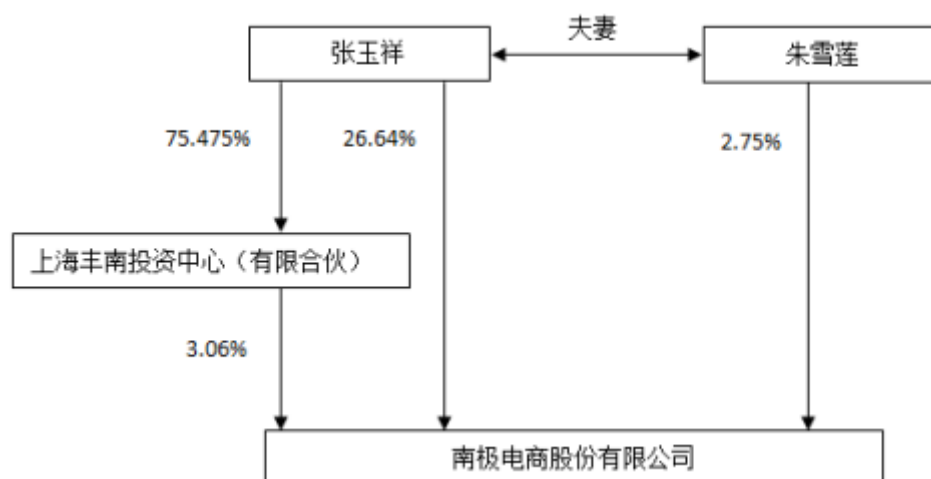 夫妻
张玉祥
朱雪莲
75.475%
26.64%
2.75%
上海丰南投资中心（有限合伙）
3.06%
南极电商股份有限公司